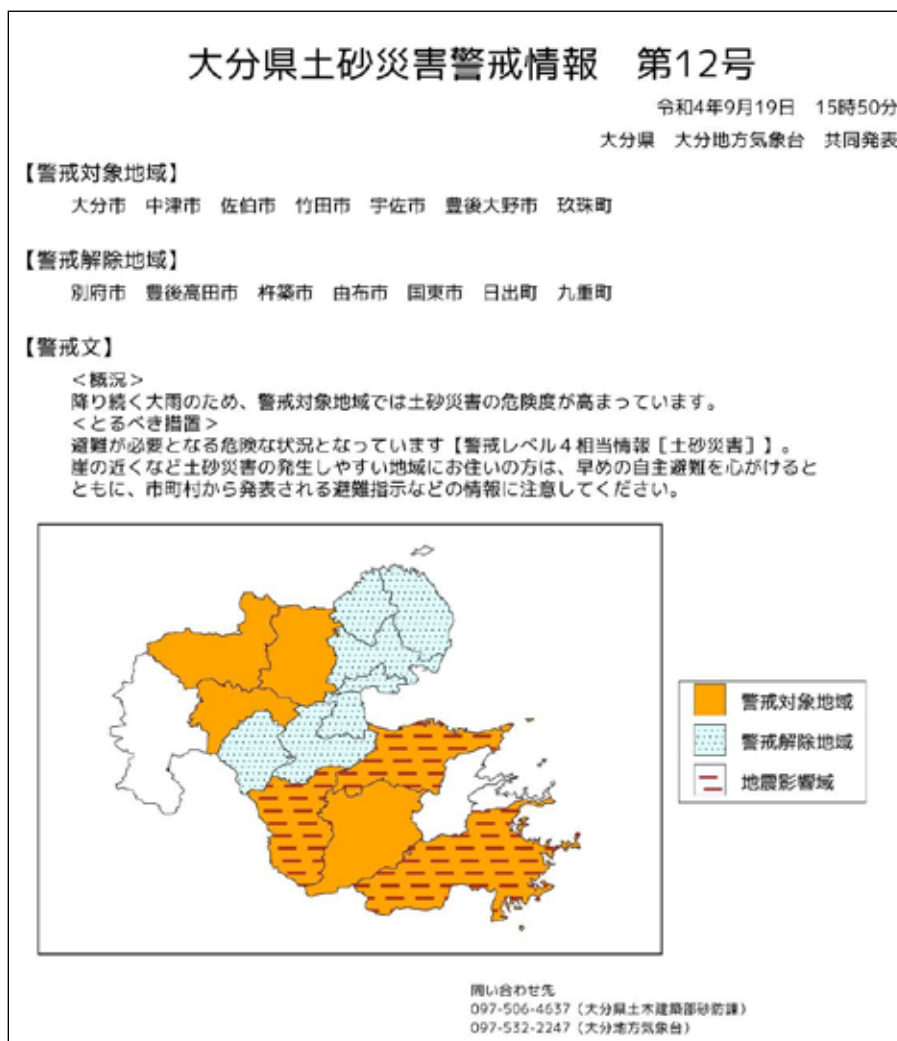 大分県土砂災害警戒情報　第12号
令和4年9月19日　15時50分
大分県　大分地方気象台　共同発表
【警戒対象地域】
大分市　中津市　佐伯市　竹田市　宇佐市　豊後大野市　玖珠町
【警戒解除地域】
別府市　豊後高田市　杵築市　由布市　国東市　日出町　九重町
【警戒文】
＜概況＞
降り続く大雨のため、警戒対象地域では土砂災害の危険度が高まっています。
＜とるべき措置＞
避難が必要となる危険な状況となっています【警戒レベル４相当情報［土砂災害］】。
崖の近くなど土砂災害の発生しやすい地域にお住いの方は、早めの自主避難を心がけると
ともに、市町村から発表される避難指示などの情報に注意してください。
警戒対象地域
警戒解除地域
地震影響域
問い合わせ先
097-506-4637（大分県土木建築部砂防課）
097-532-2247（大分地方気象台）